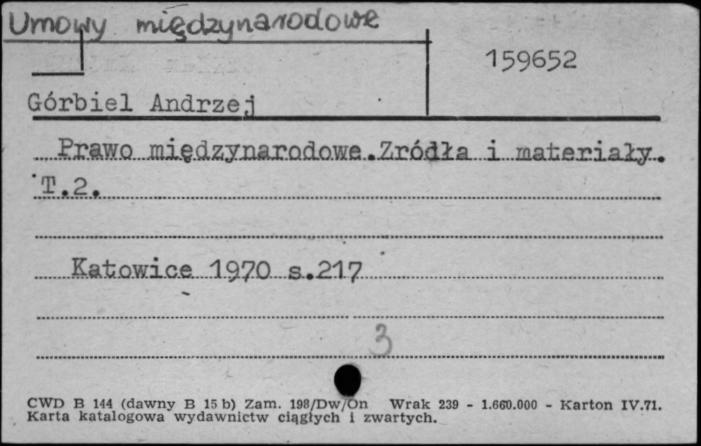 Umowy międzynarodowe
159652
Górbiel Andrzej
Prawo międzynarodowe.Zródła i materiały.
T.2.
Katowice 1970 s.217
3
CWD B 144 (dawny B 15 b) Zam. 198/Dw/On Wrak 239 - 1.660.000 - Karton IV.71.
Karta katalogowa wydawnictw ciągłych i zwartych.